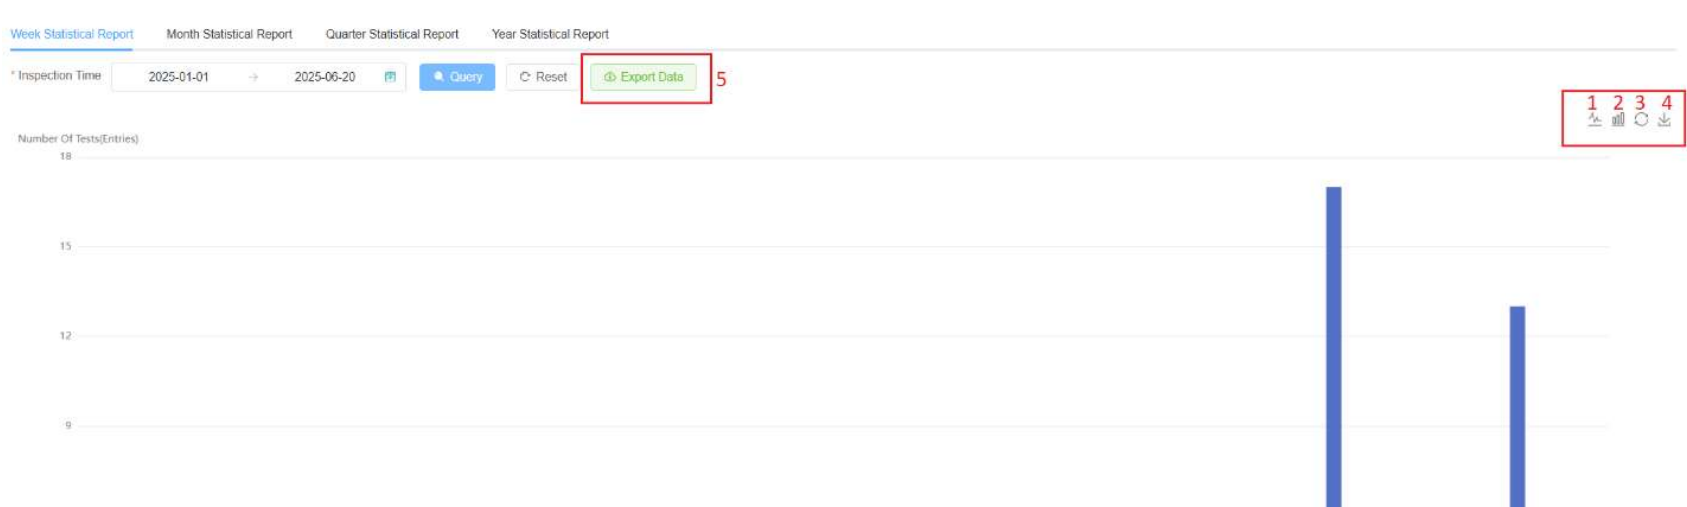 Week Statistical Report Month Statistical Report Quarter Statistical Report Year Statistical Report
* Inspection Time 2025-01-01 → 2025-06-20 Query Reset Export Data 5
1 2 3 4
Number Of Tests(Entries)
18
15
12
9